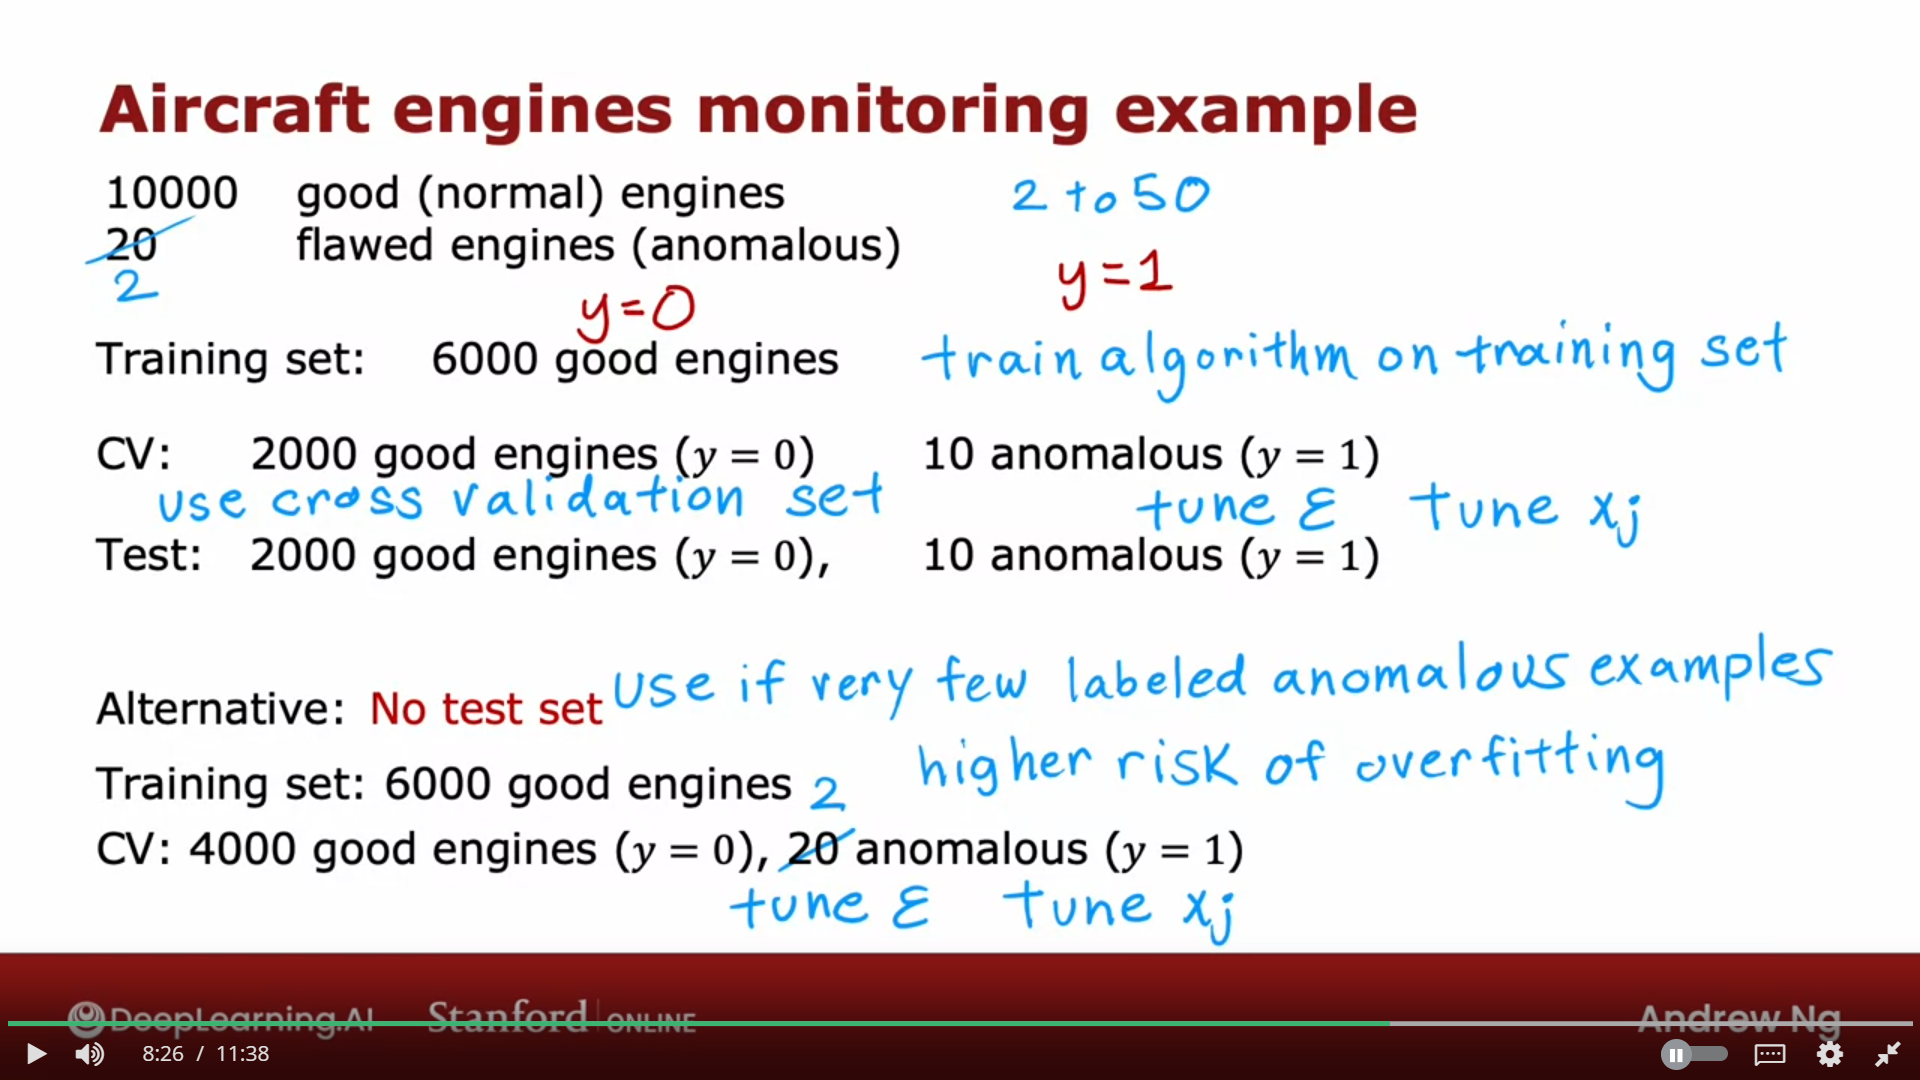 Aircraft engines monitoring example
10000 good (normal) engines 2 to 50
20 flawed engines (anomalous)
2 y=0 y=1
Training set: 6000 good engines train algorithm on training set
CV: 2000 good engines (y = 0) 10 anomalous (y = 1)
use cross validation set tune ε tune xj
Test: 2000 good engines (y = 0), 10 anomalous (y = 1)
Alternative: No test set use if very few labeled anomalous examples
higher risk of overfitting
Training set: 6000 good engines 2
CV: 4000 good engines (y = 0), 20 anomalous (y = 1)
tune ε tune xj
DeepLearning.AI Stanford | ONLINE Andrew Ng
8:26 / 11:38